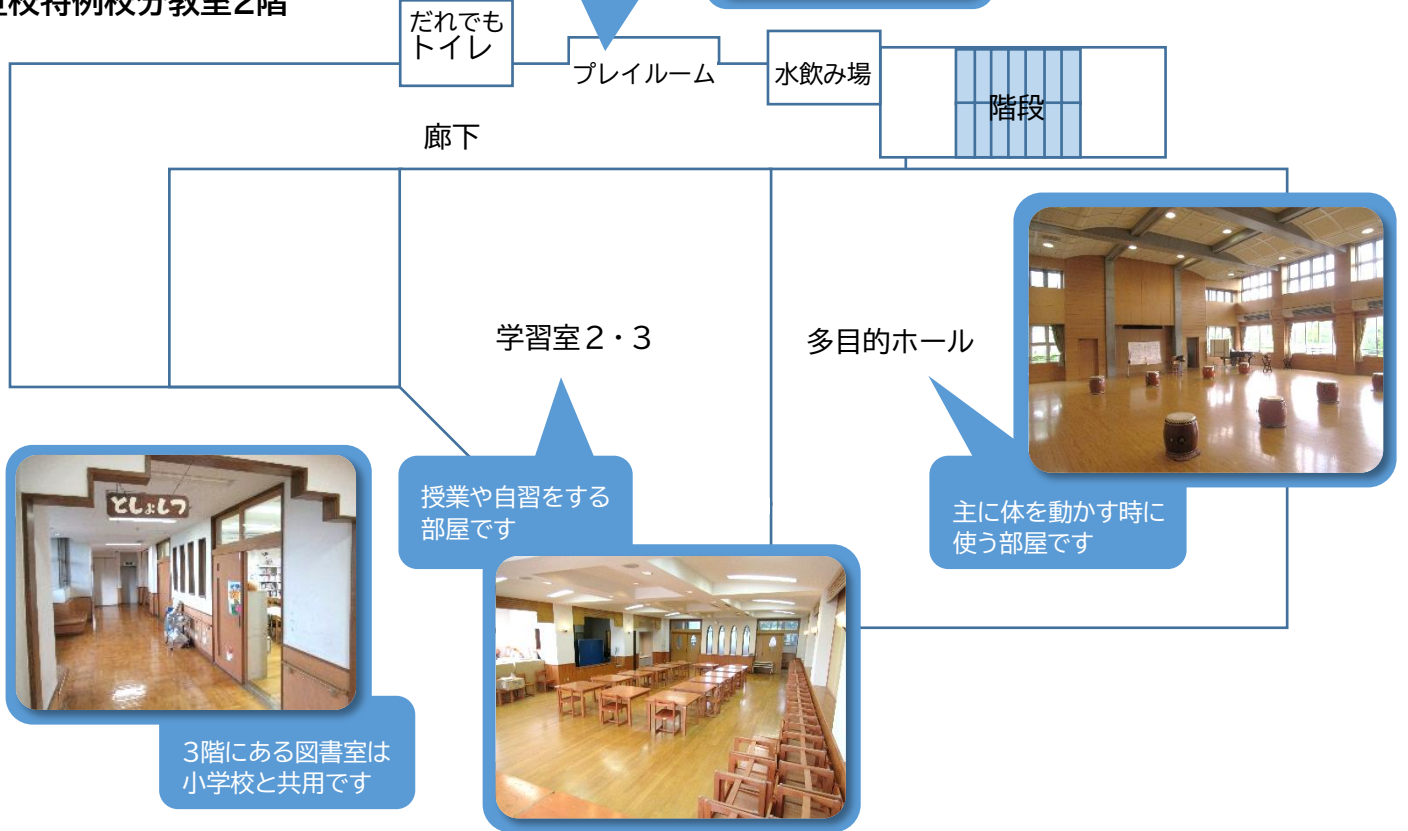 校特例校分教室2階
だれでも
トイレ
プレイルーム
水飲み場
階段
廊下
学習室2・3
多目的ホール
としょしつ
授業や自習をする
部屋です
主に体を動かす時に
使う部屋です
3階にある図書室は
小学校と共用です